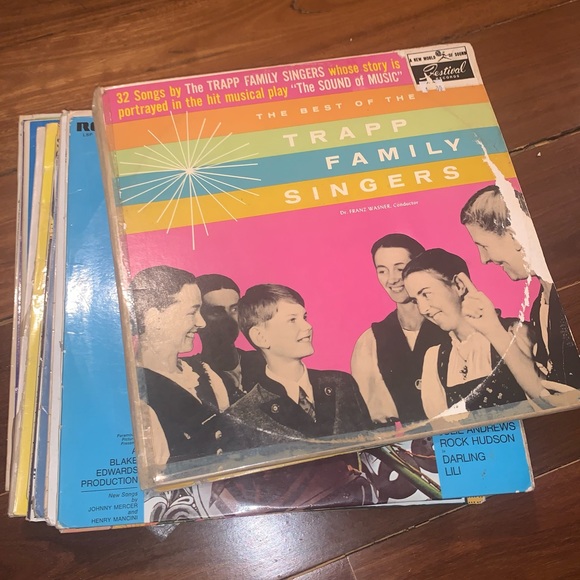 32 Songs by The TRAPP FAMILY SINGERS whose story is
portrayed in the hit musical play "The SOUND of MUSIC"
A NEW WORLD OF SOUND
Festival
RECORDS
THE BEST OF THE
TRAPP
FAMILY
SINGERS
Dr. FRANZ WASNER, Conductor
A
BLAKE
EDWARDS
PRODUCTION
New Songs
by
JOHNNY MERCER
and
HENRY MANCINI
ANDREWS
ROCK HUDSON
DARLING
LILI